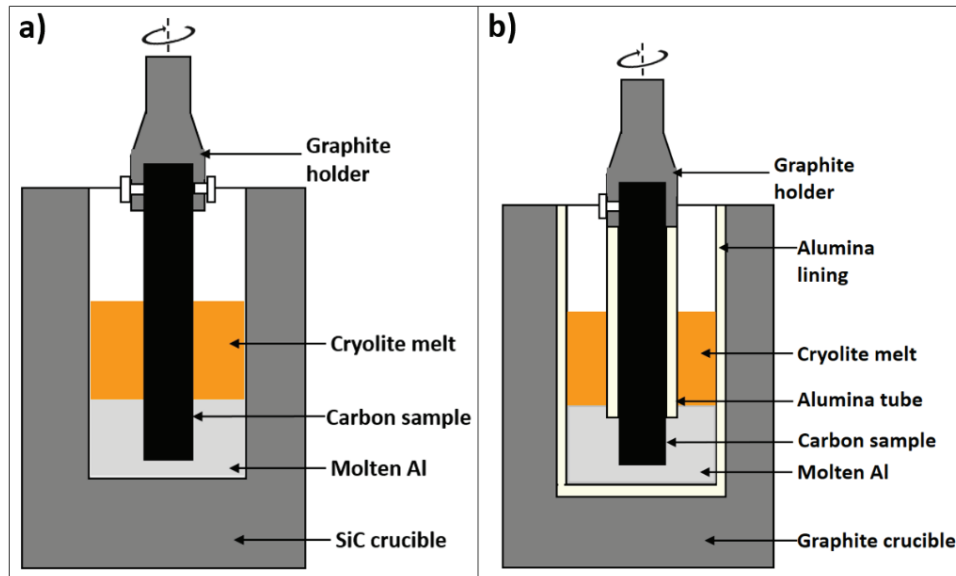 a)
Graphite
holder
Cryolite melt
Carbon sample
Molten Al
SiC crucible
b)
Graphite
holder
Alumina
lining
Cryolite melt
Alumina tube
Carbon sample
Molten Al
Graphite crucible